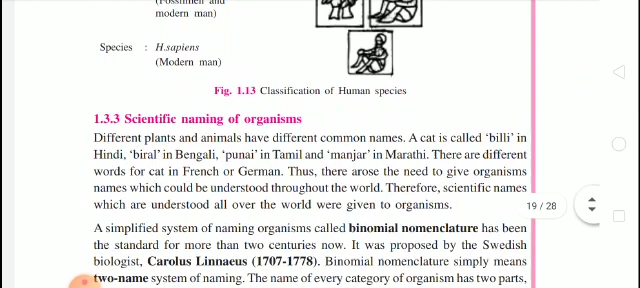 (Fossilmen and
modern man)
Species : H.sapiens
(Modern man)
Fig. 1.13 Classification of Human species
1.3.3 Scientific naming of organisms
Different plants and animals have different common names. A cat is called ‘billi’ in
Hindi, ‘biral’ in Bengali, ‘punai’ in Tamil and ‘manjar’ in Marathi. There are different
words for cat in French or German. Thus, there arose the need to give organisms
names which could be understood throughout the world. Therefore, scientific names
which are understood all over the world were given to organisms.
19 / 28
A simplified system of naming organisms called binomial nomenclature has been
the standard for more than two centuries now. It was proposed by the Swedish
biologist, Carolus Linnaeus (1707-1778). Binomial nomenclature simply means
two-name system of naming. The name of every category of organism has two parts,